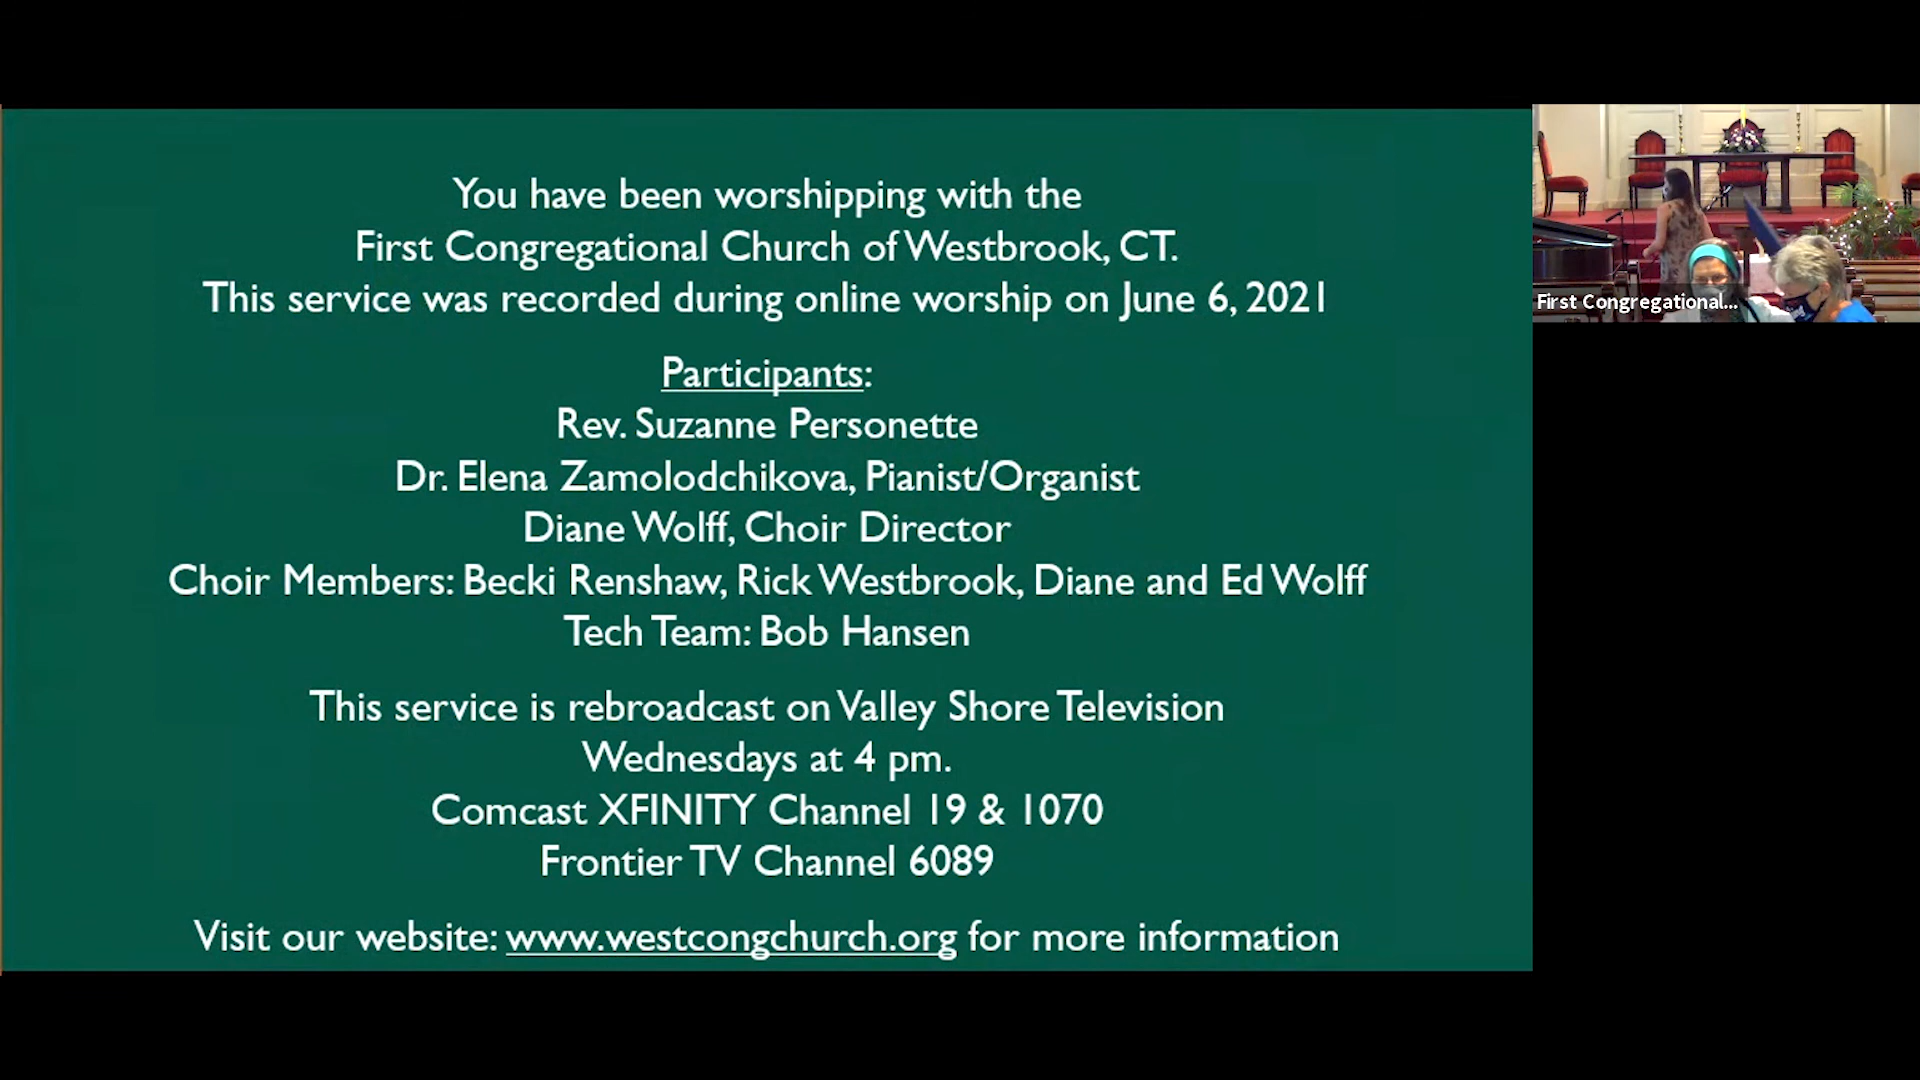 You have been worshipping with the
First Congregational Church of Westbrook, CT.
This service was recorded during online worship on June 6, 2021
Participants:
Rev. Suzanne Personette
Dr. Elena Zamolodchikova, Pianist/Organist
Diane Wolff, Choir Director
Choir Members: Becki Renshaw, Rick Westbrook, Diane and Ed Wolff
Tech Team: Bob Hansen
This service is rebroadcast on Valley Shore Television
Wednesdays at 4 pm.
Comcast XFINITY Channel 19 & 1070
Frontier TV Channel 6089
Visit our website: www.westcongchurch.org for more information
First Congregational...